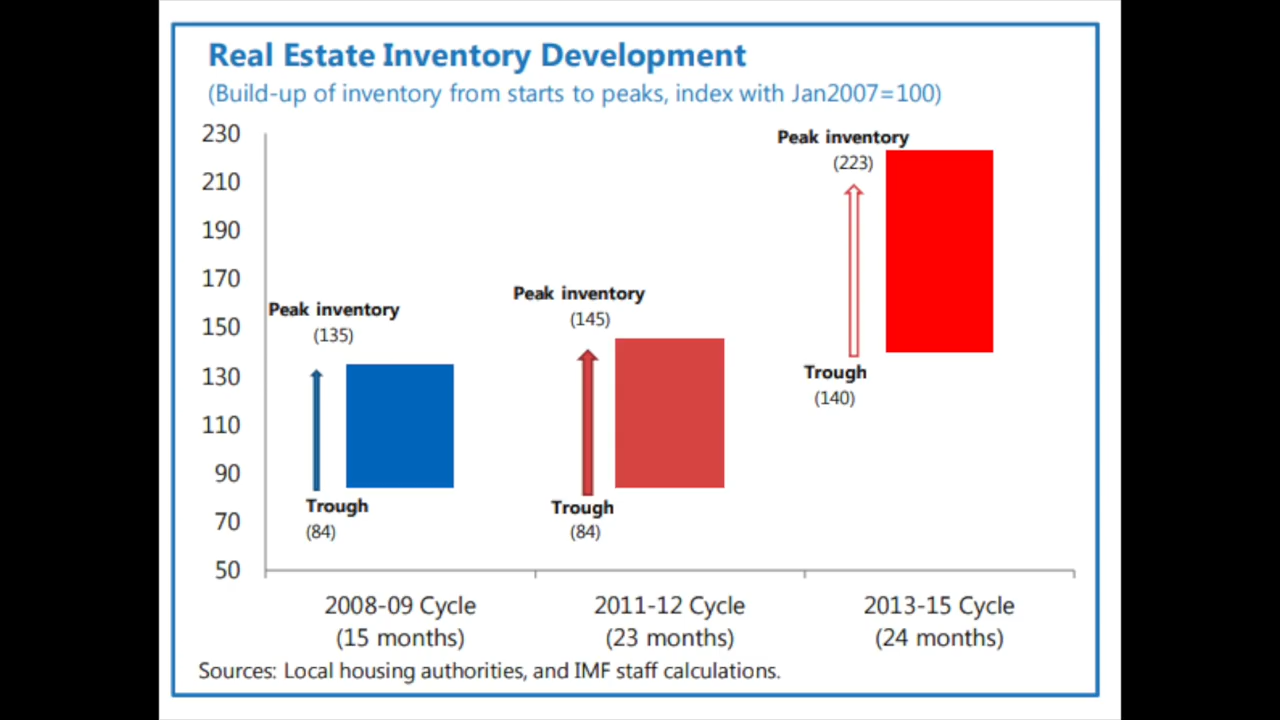 Real Estate Inventory Development
(Build-up of inventory from starts to peaks, index with Jan2007=100)
230
210
190
170
150
130
110
90
70
50
Peak inventory
(135)
Trough
(84)
Peak inventory
(145)
Trough
(84)
Peak inventory
(223)
Trough
(140)
2008-09 Cycle
(15 months)
2011-12 Cycle
(23 months)
2013-15 Cycle
(24 months)
Sources: Local housing authorities, and IMF staff calculations.